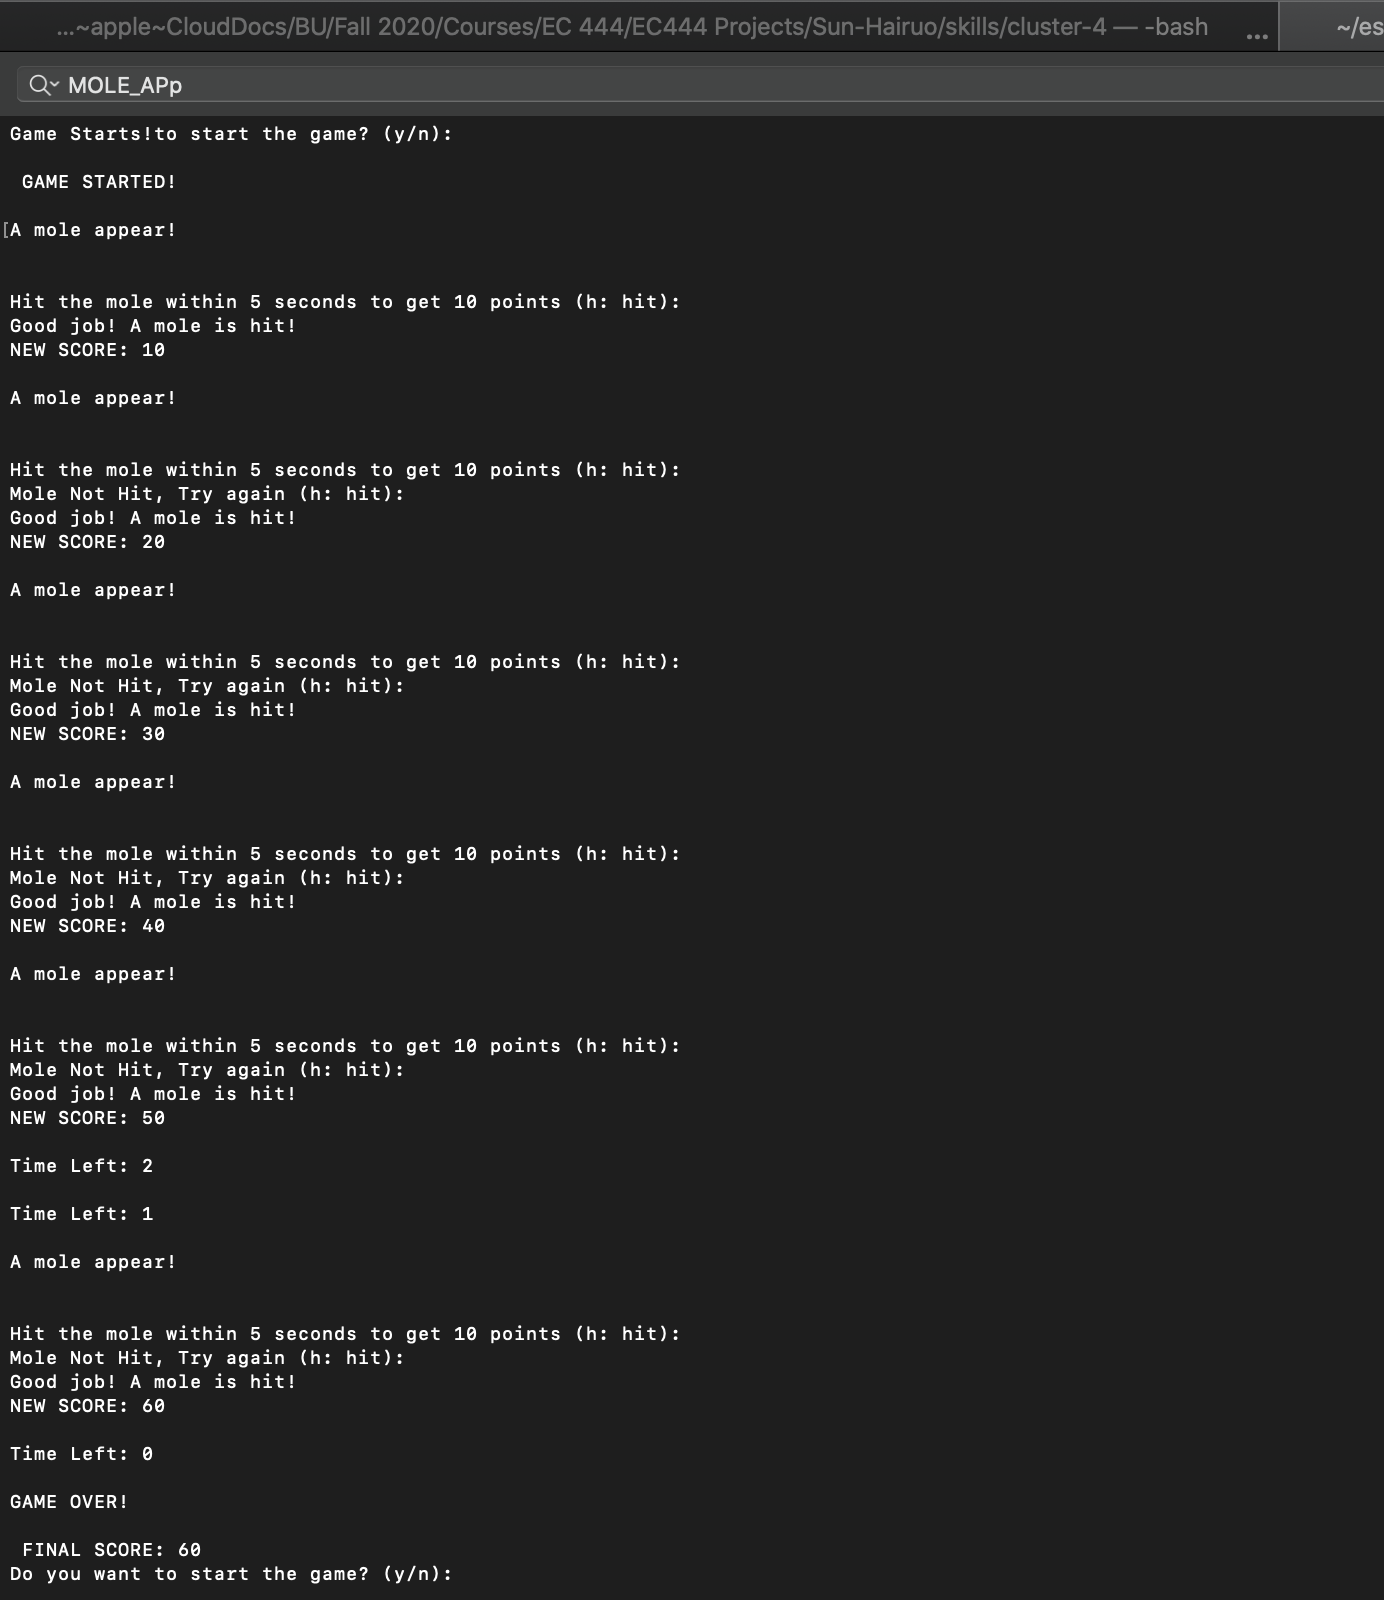 ...~apple~CloudDocs/BU/Fall 2020/Courses/EC 444/EC444 Projects/Sun-Hairuo/skills/cluster-4 — -bash ... ~/es
MOLE_APp
Game Starts!to start the game? (y/n):
GAME STARTED!
[A mole appear!
Hit the mole within 5 seconds to get 10 points (h: hit):
Good job! A mole is hit!
NEW SCORE: 10
A mole appear!
Hit the mole within 5 seconds to get 10 points (h: hit):
Mole Not Hit, Try again (h: hit):
Good job! A mole is hit!
NEW SCORE: 20
A mole appear!
Hit the mole within 5 seconds to get 10 points (h: hit):
Mole Not Hit, Try again (h: hit):
Good job! A mole is hit!
NEW SCORE: 30
A mole appear!
Hit the mole within 5 seconds to get 10 points (h: hit):
Mole Not Hit, Try again (h: hit):
Good job! A mole is hit!
NEW SCORE: 40
A mole appear!
Hit the mole within 5 seconds to get 10 points (h: hit):
Mole Not Hit, Try again (h: hit):
Good job! A mole is hit!
NEW SCORE: 50
Time Left: 2
Time Left: 1
A mole appear!
Hit the mole within 5 seconds to get 10 points (h: hit):
Mole Not Hit, Try again (h: hit):
Good job! A mole is hit!
NEW SCORE: 60
Time Left: 0
GAME OVER!
FINAL SCORE: 60
Do you want to start the game? (y/n):